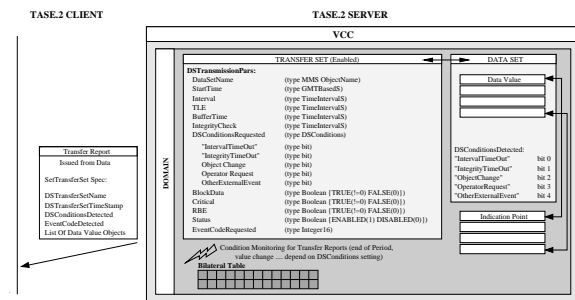 TASE.2 CLIENT
TASE.2 SERVER
VCC
TRANSFER SET (Enabled)
DATA SET
DSTransmissionPars:
DataSetName (type MMS ObjectName)
StartTime (type GMTBasedS)
Interval (type TimeIntervalS)
TLE (type TimeIntervalS)
BufferTime (type TimeIntervalS)
IntegrityCheck (type TimeIntervalS)
DSConditionsRequested (type DSConditions)
"IntervalTimeOut" (type bit)
"IntegrityTimeOut" (type bit)
Object Change (type bit)
Operator Request (type bit)
OtherExternalEvent (type bit)
BlockData (type Boolean {TRUE(!=0) FALSE(0)})
Critical (type Boolean {TRUE(!=0) FALSE(0)})
RBE (type Boolean {TRUE(!=0) FALSE(0)})
Status (type Boolean {ENABLED(1) DISABLED(0)})
EventCodeRequested (type Integer16)
Data Value
DSConditionsDetected:
"IntervalTimeOut" bit 0
"IntegrityTimeOut" bit 1
"ObjectChange" bit 2
"OperatorRequest" bit 3
"OtherExternalEvent" bit 4
Indication Point
DOMAIN
Transfer Report
Issued from Data
SetTransferSet Spec:
DSTransferSetName
DSTransferSetTimeStamp
DSConditionsDetected
EventCodeDetected
List Of Data Value Objects
Condition Monitoring for Transfer Reports (end of Period,
value change .... depend on DSConditions setting)
Bilateral Table